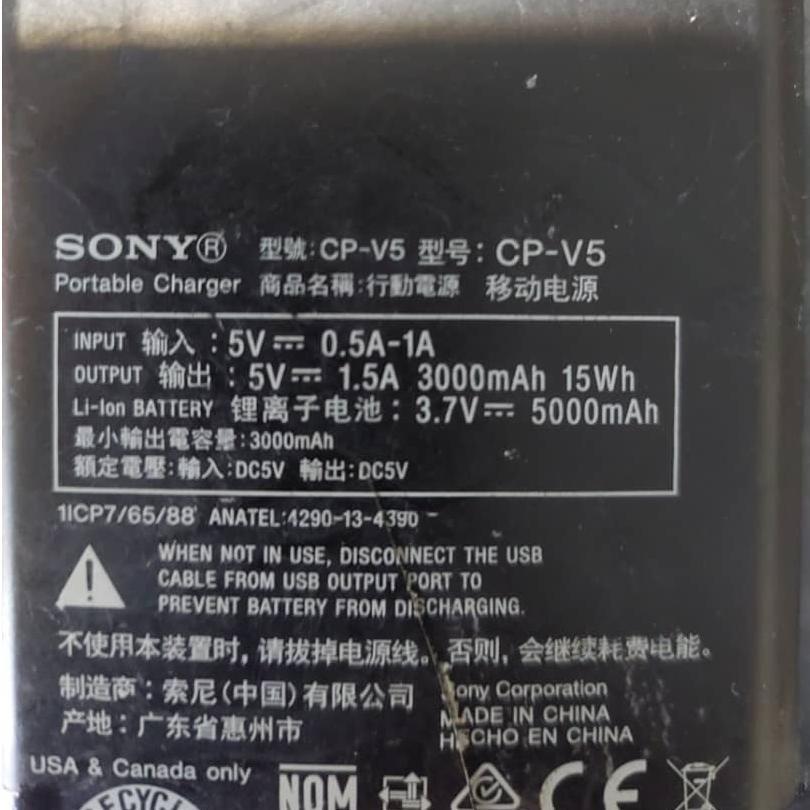 SONY® 型號:CP-V5 型号: CP-V5
Portable Charger 商品名稱:行動電源 移动电源
INPUT 输入 : 5V⎓ 0.5A-1A
OUTPUT 输出 : 5V⎓ 1.5A 3000mAh 15Wh
Li-Ion BATTERY 锂离子电池 : 3.7V⎓ 5000mAh
最小輸出電容量:3000mAh
額定電壓:輸入:DC5V 輸出:DC5V
1ICP7/65/88 ANATEL:4290-13-4390
WHEN NOT IN USE, DISCONNECT THE USB
CABLE FROM USB OUTPUT PORT TO
PREVENT BATTERY FROM DISCHARGING.
不使用本装置时, 请拔掉电源线。否则, 会继续耗费电能。
制造商 : 索尼(中国)有限公司
产地 : 广东省惠州市
Sony Corporation
MADE IN CHINA
HECHO EN CHINA
USA & Canada only
NOM CE